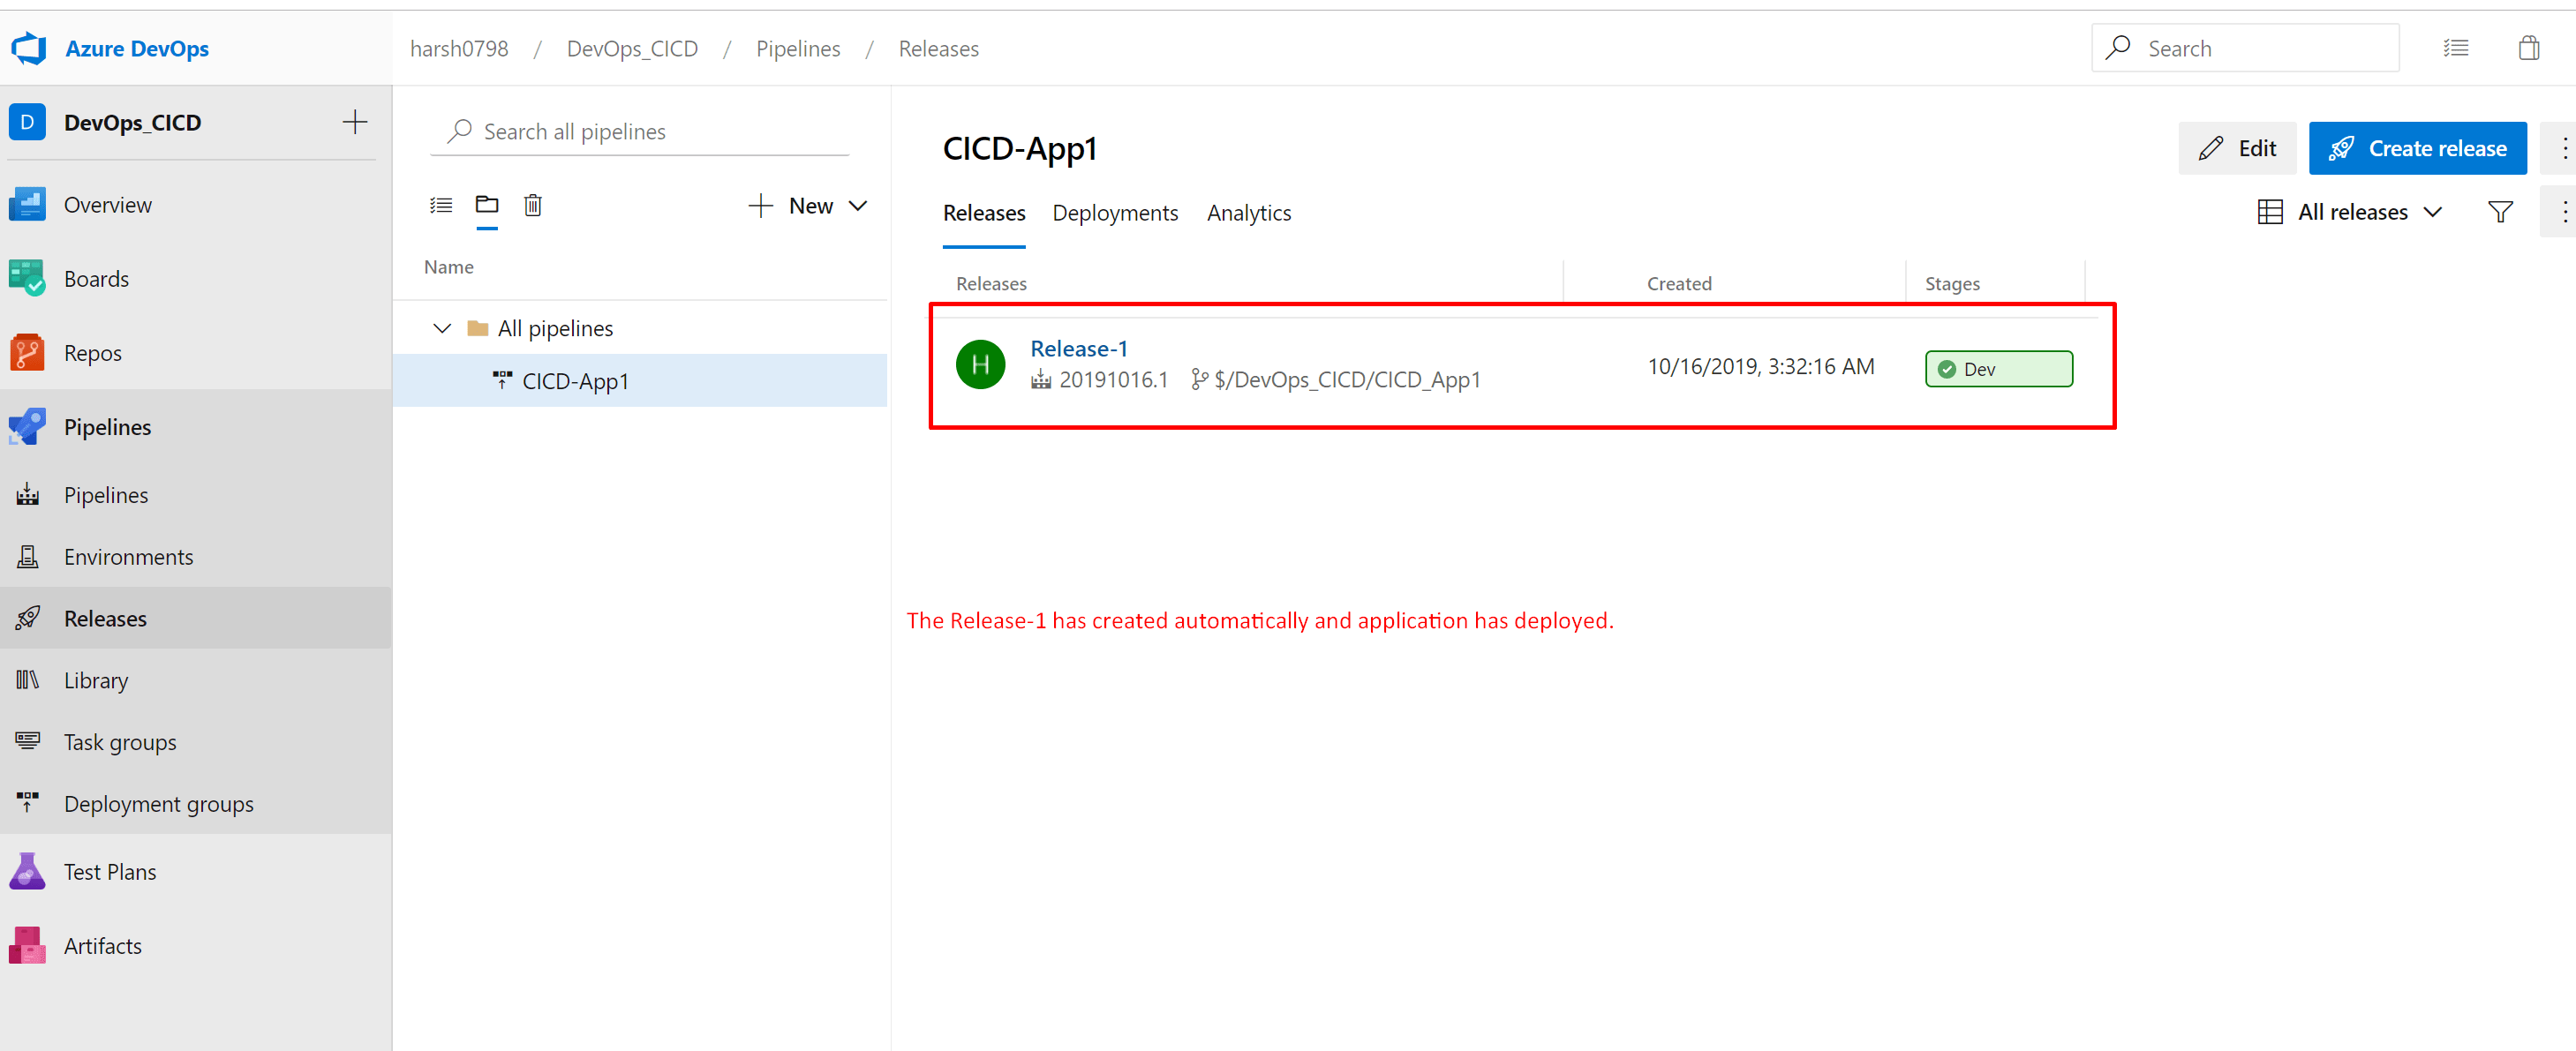 Azure DevOps
harsh0798 / DevOps_CICD / Pipelines / Releases
Search
D DevOps_CICD
Overview
Boards
Repos
Pipelines
Pipelines
Environments
Releases
Library
Task groups
Deployment groups
Test Plans
Artifacts
Search all pipelines
New
Name
All pipelines
CICD-App1
CICD-App1
Edit
Create release
Releases Deployments Analytics
All releases
Releases Created Stages
H
Release-1
20191016.1 $/DevOps_CICD/CICD_App1
10/16/2019, 3:32:16 AM
Dev
The Release-1 has created automatically and application has deployed.